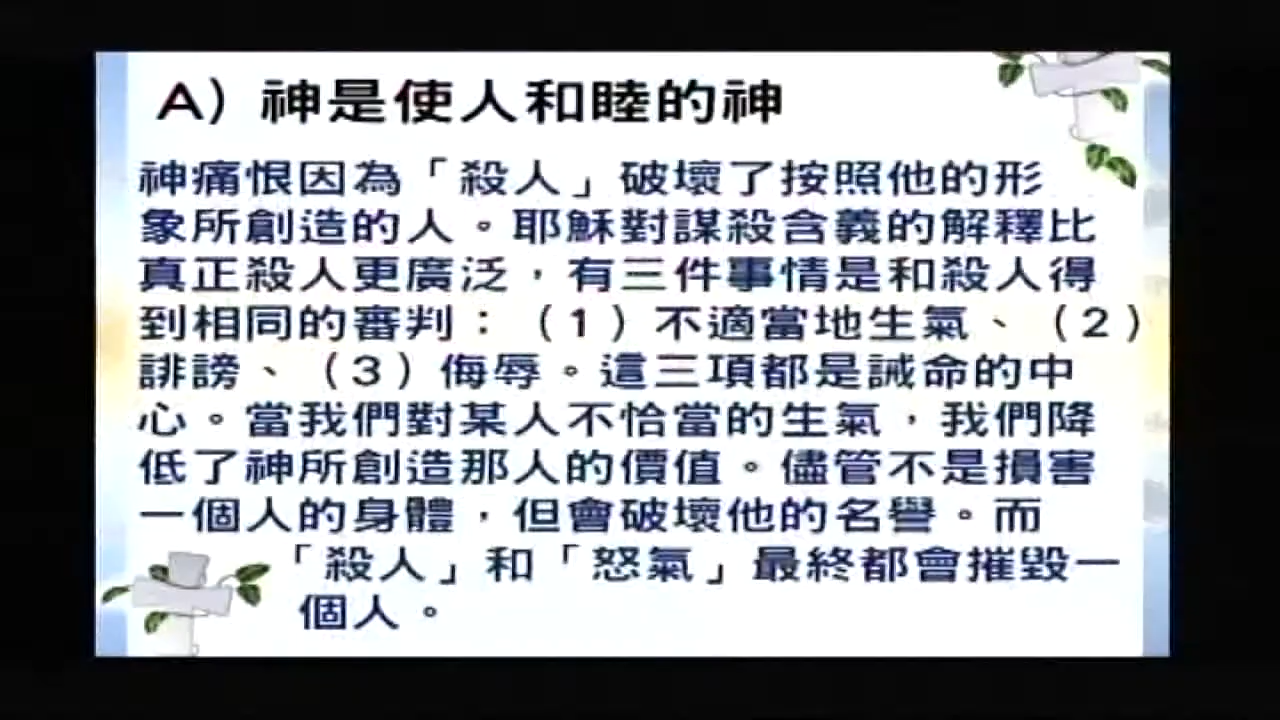 A）神是使人和睦的神
神痛恨因為「殺人」破壞了按照他的形
象所創造的人。耶穌對謀殺含義的解釋比
真正殺人更廣泛，有三件事情是和殺人得
到相同的審判：（1）不適當地生氣、（2）
誹謗、（3）侮辱。這三項都是誡命的中
心。當我們對某人不恰當的生氣，我們降
低了神所創造那人的價值。儘管不是損害
一個人的身體，但會破壞他的名譽。而
「殺人」和「怒氣」最終都會摧毀一
個人。